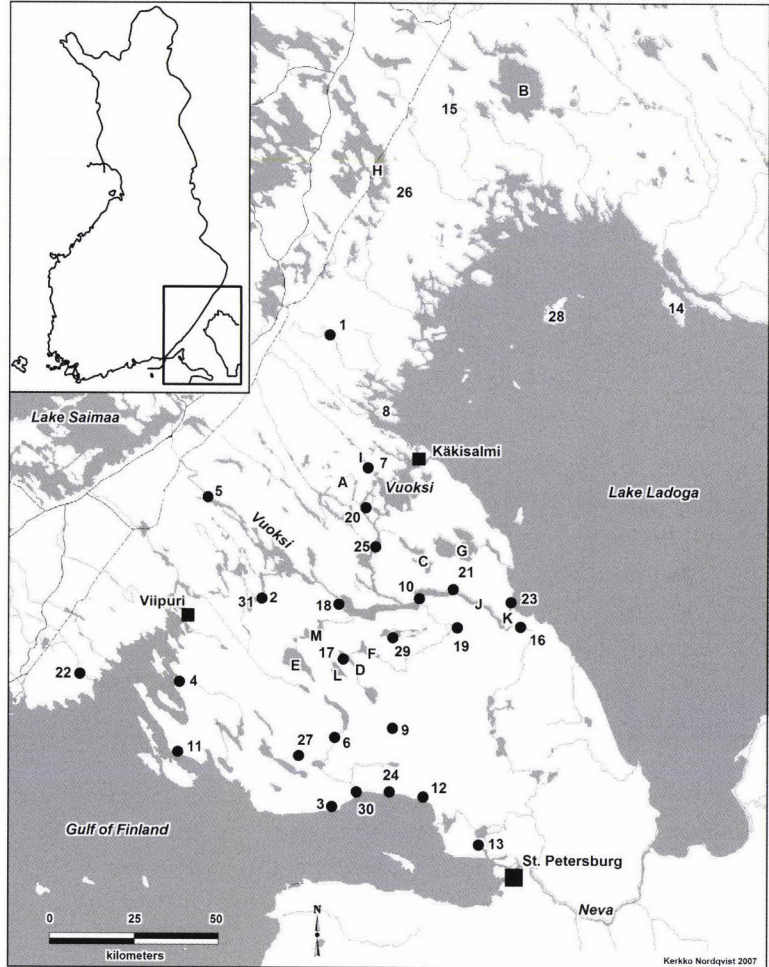 B
15
H
26
1
28
14
Lake Saimaa
8
Käkisalmi
I
7
A
Vuoksi
Lake Ladoga
5
20
Vuoksi
25
C
G
Viipuri
31
2
18
10
21
J
23
K
16
M
29
19
17
F
E
L
D
22
4
11
27
6
9
24
3
30
12
Gulf of Finland
13
St. Petersburg
Neva
0 25 50
kilometers
N
Kerkko Nordqvist 2007